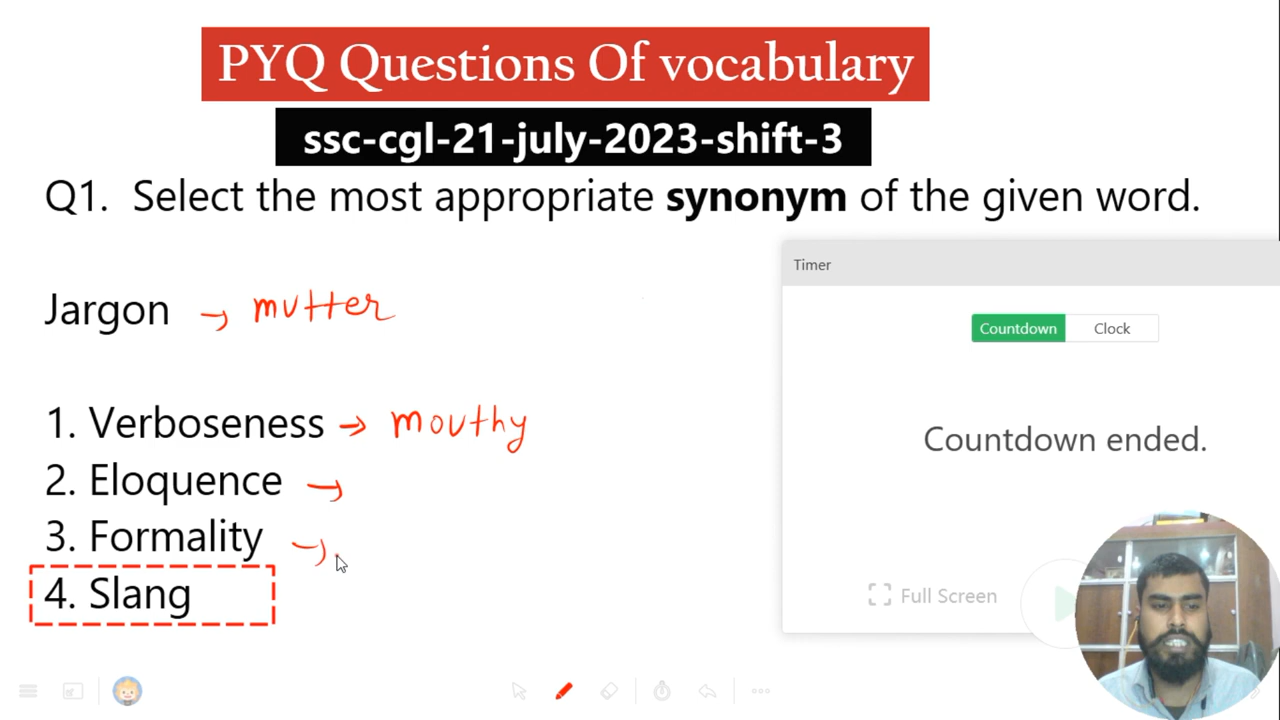 PYQ Questions Of vocabulary
ssc-cgl-21-july-2023-shift-3
Q1. Select the most appropriate synonym of the given word.
Timer
Jargon → mutter
Countdown Clock
1. Verboseness → mouthy
Countdown ended.
2. Eloquence →
3. Formality →
4. Slang
Full Screen